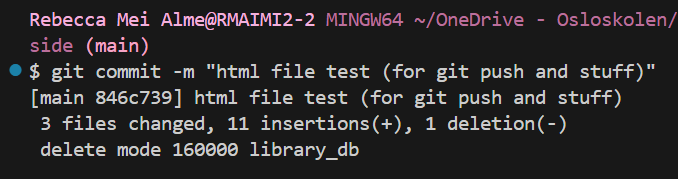 Rebecca Mei Alme@RMAIMI2-2 MINGW64 ~/OneDrive - Osloskolen/
side (main)
$ git commit -m "html file test (for git push and stuff)"
[main 846c739] html file test (for git push and stuff)
 3 files changed, 11 insertions(+), 1 deletion(-)
 delete mode 160000 library_db